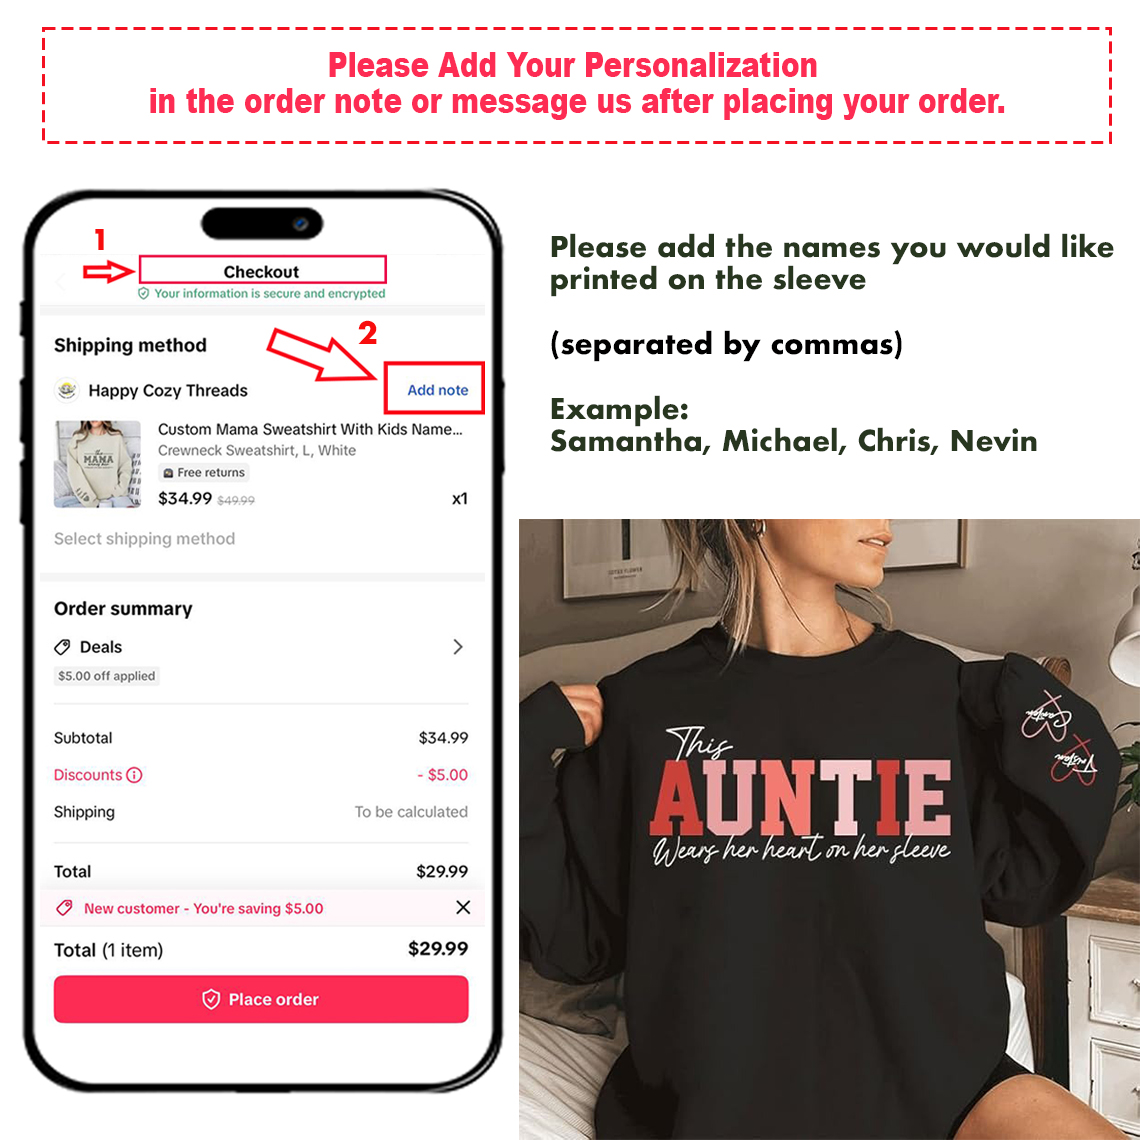 Please Add Your Personalization
in the order note or message us after placing your order.
1
Checkout
Your information is secure and encrypted
2
Shipping method
Happy Cozy Threads
Add note
Custom Mama Sweatshirt With Kids Name...
Crewneck Sweatshirt, L, White
Free returns
$34.99 $49.99
x1
Select shipping method
Order summary
Deals
$5.00 off applied
Subtotal
$34.99
Discounts
- $5.00
Shipping
To be calculated
Total
$29.99
New customer - You're saving $5.00
Total (1 item)
$29.99
Place order
Please add the names you would like
printed on the sleeve
(separated by commas)
Example:
Samantha, Michael, Chris, Nevin
This
AUNTIE
Wears her heart on her sleeve
MAMA